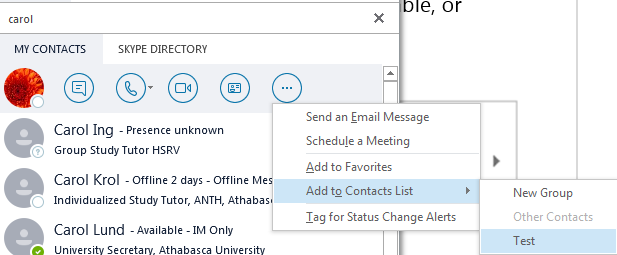 carol
ble, or
MY CONTACTS SKYPE DIRECTORY
Send an Email Message
Schedule a Meeting
Add to Favorites
Add to Contacts List
Tag for Status Change Alerts
New Group
Other Contacts
Test
Carol Ing - Presence unknown
Group Study Tutor HSRV
Carol Krol - Offline 2 days - Offline Mes
Individualized Study Tutor, ANTH, Athabas
Carol Lund - Available - IM Only
University Secretary, Athabasca University